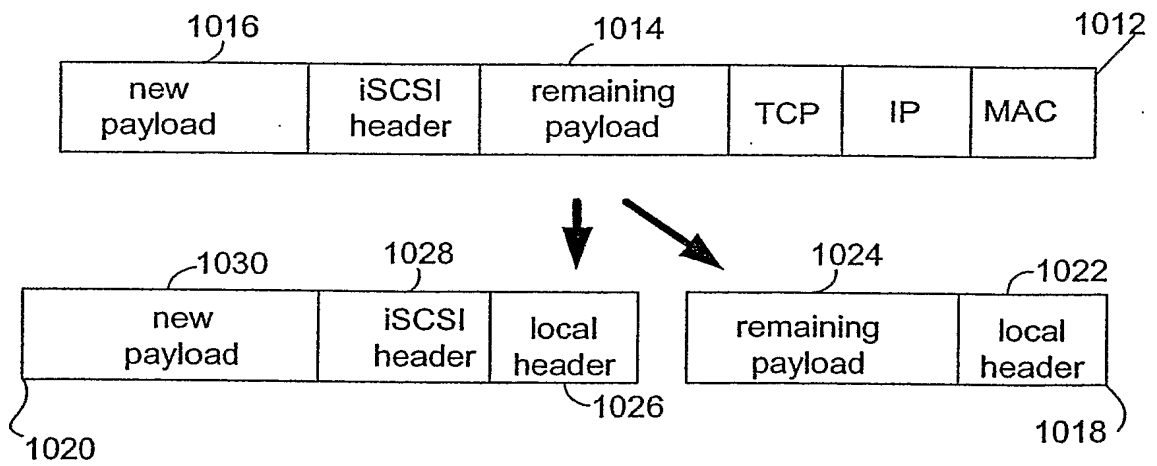 1016
1014
1012
new
payload
iSCSI
header
remaining
payload
TCP
IP
MAC
1030
1028
1024
1022
new
payload
iSCSI
header
local
header
remaining
payload
local
header
1020
1026
1018